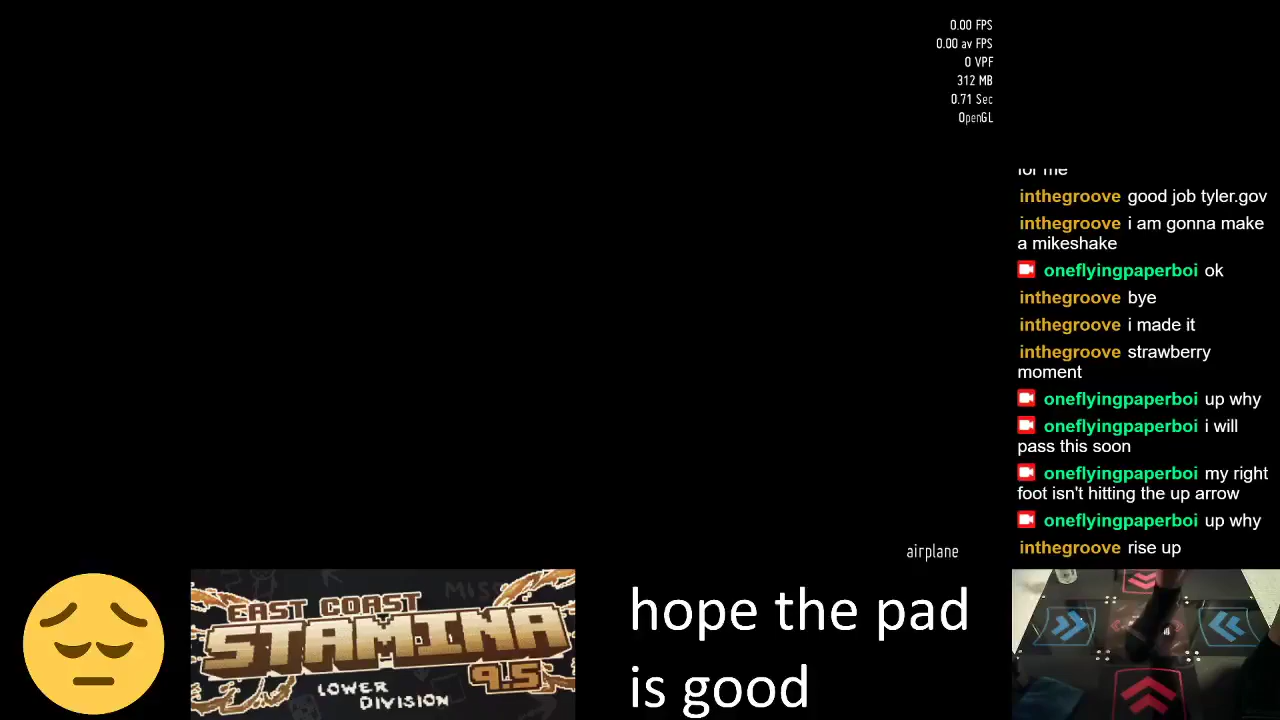 0.00 FPS
0.00 av FPS
0 VPF
312 MB
0.71 Sec
OpenGL
for me
inthegroove good job tyler.gov
inthegroove i am gonna make
a mikeshake
oneflyingpaperboi ok
inthegroove bye
inthegroove i made it
inthegroove strawberry
moment
oneflyingpaperboi up why
oneflyingpaperboi i will
pass this soon
oneflyingpaperboi my right
foot isn't hitting the up arrow
oneflyingpaperboi up why
inthegroove rise up
airplane
EAST COAST
STAMINA
9.5
LOWER
DIVISION
hope the pad
is good